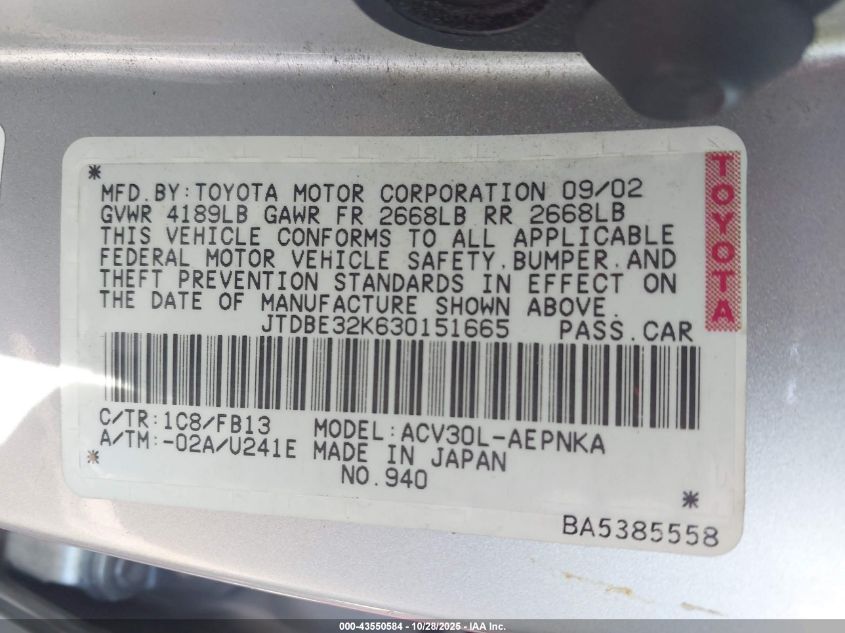 *
MFD.BY:TOYOTA MOTOR CORPORATION 09/02
GVWR 4189LB GAWR FR 2668LB RR 2668LB
THIS VEHICLE CONFORMS TO ALL APPLICABLE
FEDERAL MOTOR VEHICLE SAFETY,BUMPER,AND
THEFT PREVENTION STANDARDS IN EFFECT ON
THE DATE OF MANUFACTURE SHOWN ABOVE.
JTDBE32K630151665 PASS.CAR
TOYOTA
C/TR:1C8/FB13 MODEL:ACV30L-AEPNKA
A/TM:-02A/U241E MADE IN JAPAN
* NO.940 *
BA5385558
000-43550584 - 10/28/2025 - IAA Inc.